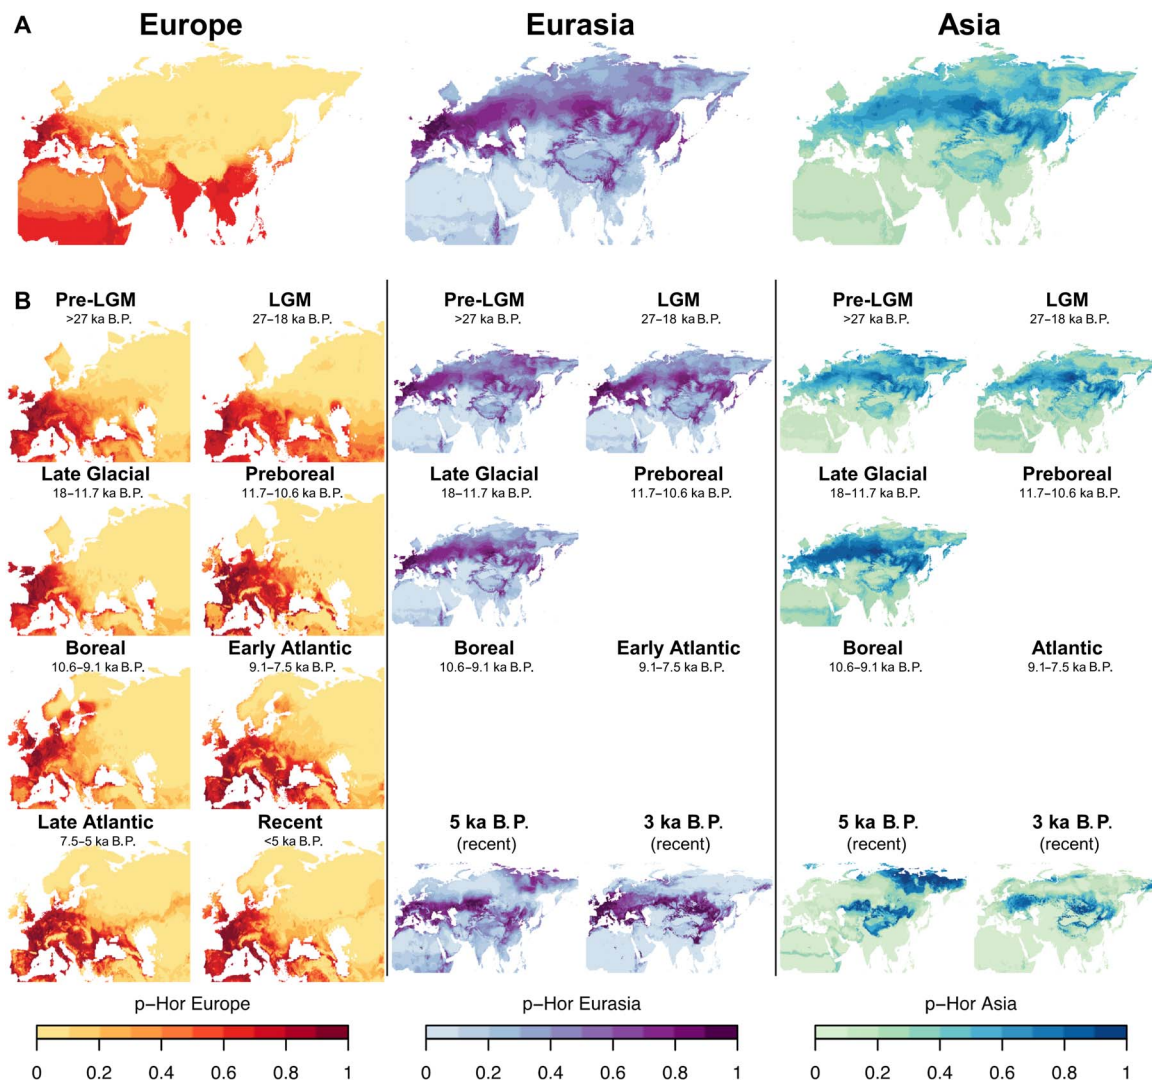 A
Europe
Eurasia
Asia
B
Pre-LGM
>27 ka B.P.
LGM
27–18 ka B.P.
Late Glacial
18–11.7 ka B.P.
Preboreal
11.7–10.6 ka B.P.
Boreal
10.6–9.1 ka B.P.
Early Atlantic
9.1–7.5 ka B.P.
Late Atlantic
7.5–5 ka B.P.
Recent
<5 ka B.P.
p–Hor Europe
0 0.2 0.4 0.6 0.8 1
Pre-LGM
>27 ka B.P.
LGM
27–18 ka B.P.
Late Glacial
18–11.7 ka B.P.
Preboreal
11.7–10.6 ka B.P.
Boreal
10.6–9.1 ka B.P.
Early Atlantic
9.1–7.5 ka B.P.
5 ka B.P.
(recent)
3 ka B.P.
(recent)
p–Hor Eurasia
0 0.2 0.4 0.6 0.8 1
Pre-LGM
>27 ka B.P.
LGM
27–18 ka B.P.
Late Glacial
18–11.7 ka B.P.
Preboreal
11.7–10.6 ka B.P.
Boreal
10.6–9.1 ka B.P.
Atlantic
9.1–7.5 ka B.P.
5 ka B.P.
(recent)
3 ka B.P.
(recent)
p–Hor Asia
0 0.2 0.4 0.6 0.8 1